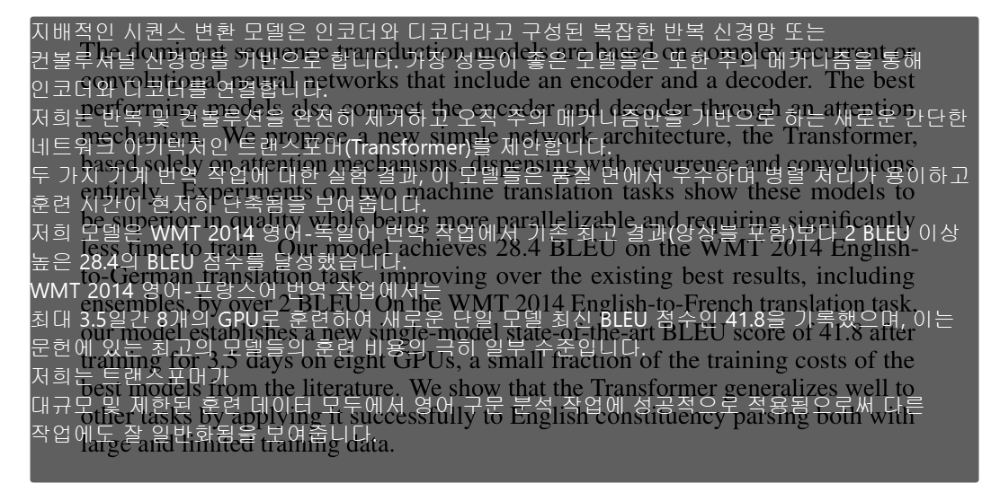 지배적인 시퀀스 변환 모델은 인코더와 디코더라고 구성된 복잡한 반복 신경망 또는
컨볼루셔널 신경망을 기반으로 합니다. 가장 성능이 좋은 모델들은 또한 주의 메커니즘을 통해
인코더와 디코더를 연결합니다.
저희는 반복 및 컨볼루션을 완전히 제거하고 오직 주의 메커니즘만을 기반으로 하는 새로운 간단한
네트워크 아키텍처인 트랜스포머(Transformer)를 제안합니다.
두 가지 기계 번역 작업에 대한 실험 결과, 이 모델들은 품질 면에서 우수하며 병렬 처리가 용이하고
훈련 시간이 현저히 단축됨을 보여줍니다.
저희 모델은 WMT 2014 영어-독일어 번역 작업에서 기존 최고 결과(앙상블 포함)보다 2 BLEU 이상
높은 28.4의 BLEU 점수를 달성했습니다.
WMT 2014 영어-프랑스어 번역 작업에서는
최대 3.5일간 8개의 GPU로 훈련하여 새로운 단일 모델 최신 BLEU 점수인 41.8을 기록했으며, 이는
문헌에 있는 최고의 모델들의 훈련 비용의 극히 일부 수준입니다.
저희는 트랜스포머가
대규모 및 제한된 훈련 데이터 모두에서 영어 구문 분석 작업에 성공적으로 적용됨으로써 다른
작업에도 잘 일반화됨을 보여줍니다.
The dominant sequence transduction models are based on complex recurrent or
convolutional neural networks that include an encoder and a decoder. The best
performing models also connect the encoder and decoder through an attention
mechanism. We propose a new simple network architecture, the Transformer,
based solely on attention mechanisms, dispensing with recurrence and convolutions
entirely. Experiments on two machine translation tasks show these models to
be superior in quality while being more parallelizable and requiring significantly
less time to train. Our model achieves 28.4 BLEU on the WMT 2014 English-
to-German translation task, improving over the existing best results, including
ensembles, by over 2 BLEU. On the WMT 2014 English-to-French translation task,
our model establishes a new single-model state-of-the-art BLEU score of 41.8 after
training for 3.5 days on eight GPUs, a small fraction of the training costs of the
best models from the literature. We show that the Transformer generalizes well to
other tasks by applying it successfully to English constituency parsing both with
large and limited training data.